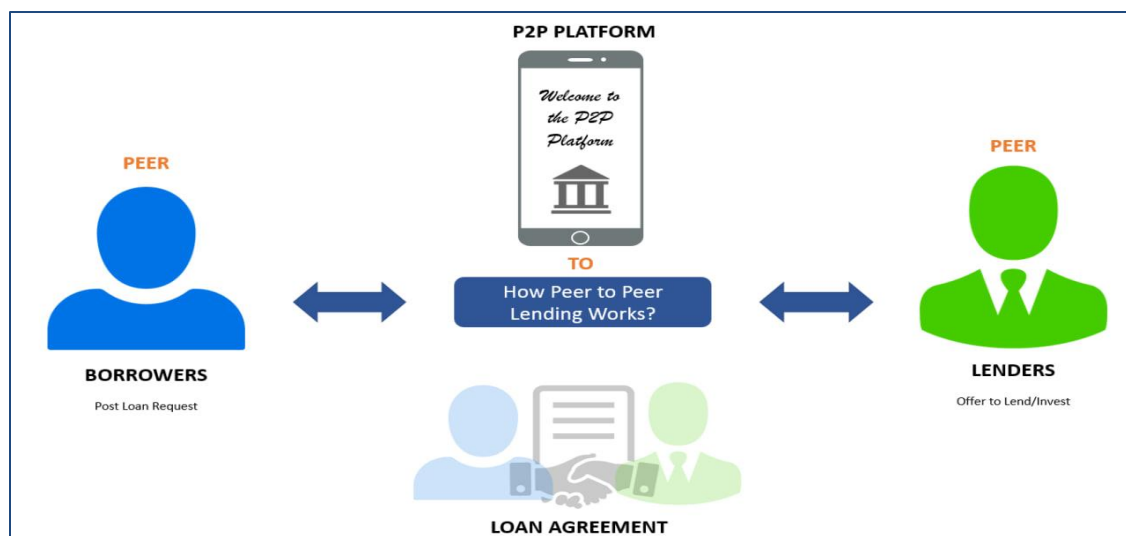 P2P PLATFORM
Welcome to
the P2P
Platform
PEER
PEER
TO
How Peer to Peer
Lending Works?
BORROWERS
Post Loan Request
LENDERS
Offer to Lend/Invest
LOAN AGREEMENT